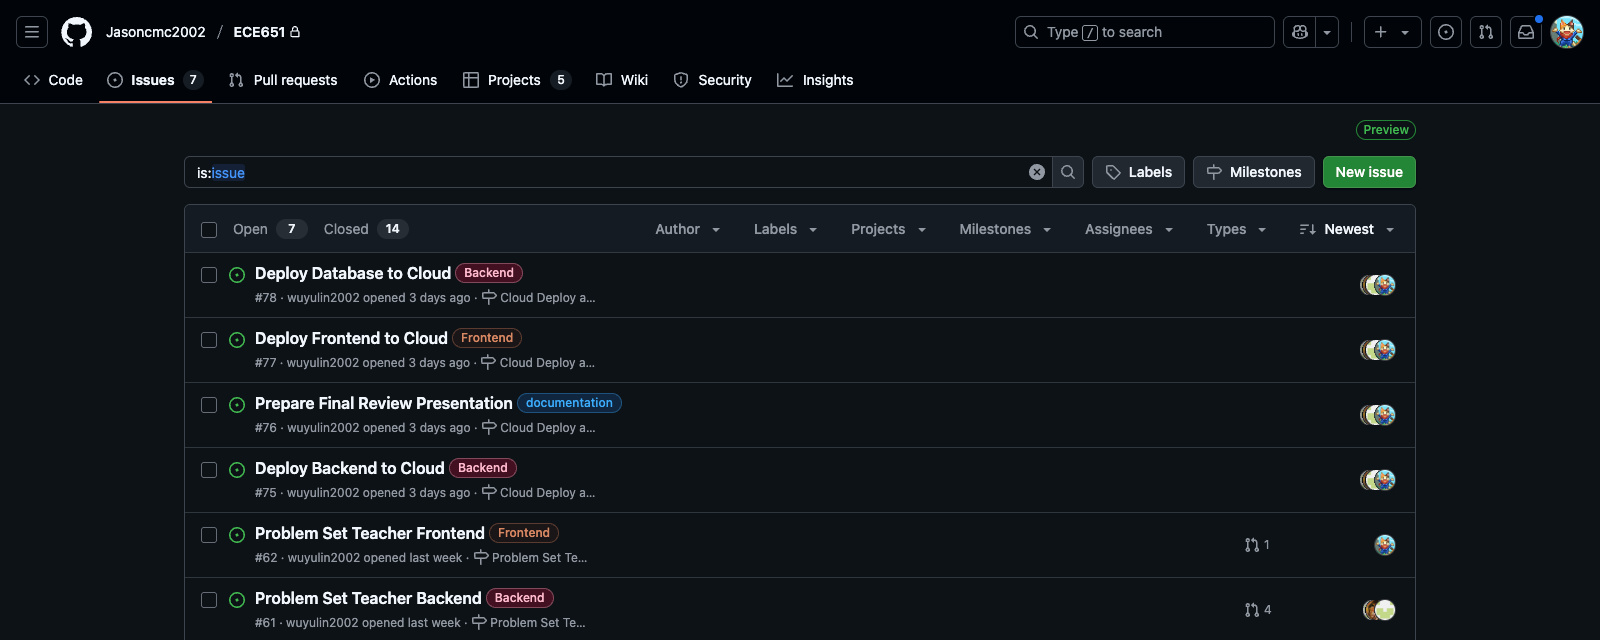 Jasoncmc2002 / ECE651
Type / to search
Code Issues 7 Pull requests Actions Projects 5 Wiki Security Insights
Preview
is:issue
Labels Milestones New issue
Open 7 Closed 14 Author Labels Projects Milestones Assignees Types Newest
Deploy Database to Cloud Backend
#78 · wuyulin2002 opened 3 days ago · Cloud Deploy a...
Deploy Frontend to Cloud Frontend
#77 · wuyulin2002 opened 3 days ago · Cloud Deploy a...
Prepare Final Review Presentation documentation
#76 · wuyulin2002 opened 3 days ago · Cloud Deploy a...
Deploy Backend to Cloud Backend
#75 · wuyulin2002 opened 3 days ago · Cloud Deploy a...
Problem Set Teacher Frontend Frontend
1
#62 · wuyulin2002 opened last week · Problem Set Te...
Problem Set Teacher Backend Backend
4
#61 · wuyulin2002 opened last week · Problem Set Te...